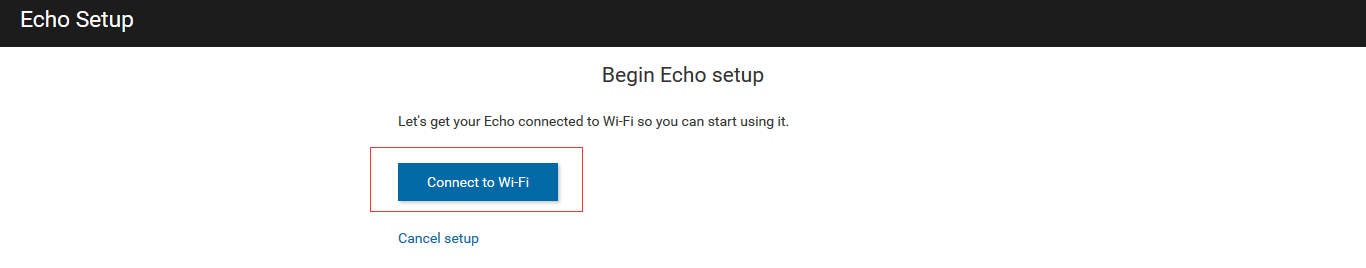 Echo Setup
Begin Echo setup
Let's get your Echo connected to Wi-Fi so you can start using it.
Connect to Wi-Fi
Cancel setup